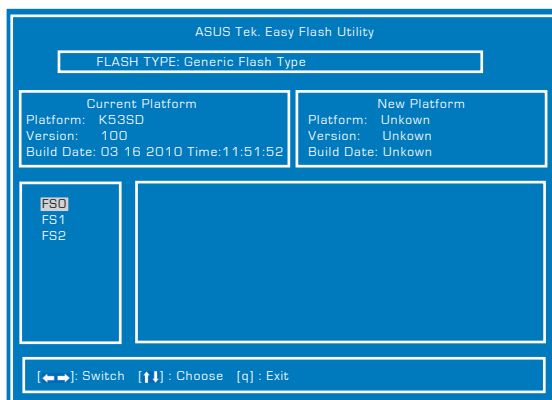 ASUS Tek. Easy Flash Utility
FLASH TYPE: Generic Flash Type
Current Platform
Platform: K53SD
Version: 100
Build Date: 03 16 2010 Time:11:51:52
New Platform
Platform: Unkown
Version: Unkown
Build Date: Unkown
FS0
FS1
FS2
[←→]: Switch [↑↓] : Choose [q] : Exit